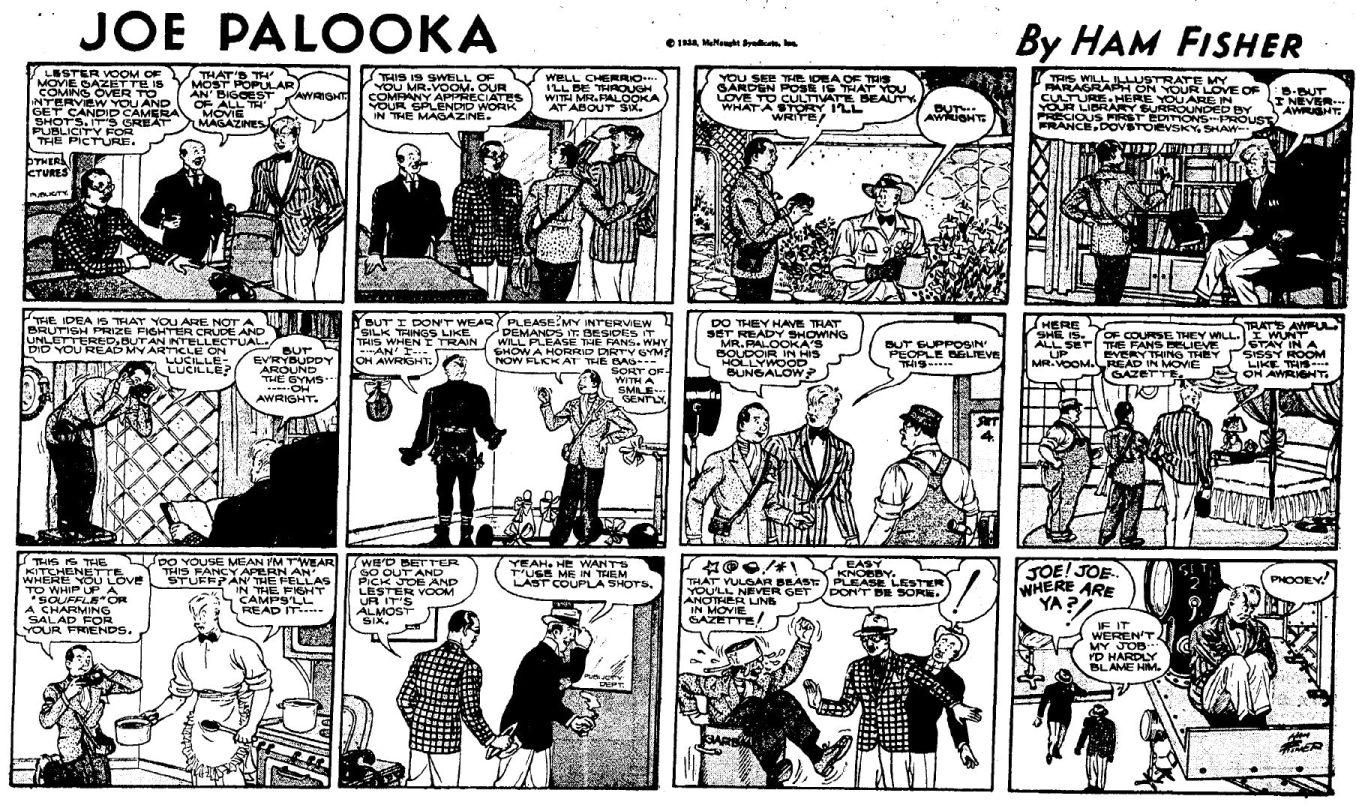 JOE PALOOKA
© 1938, McNaught Syndicate, Inc.
By HAM FISHER
LESTER VOOM OF
MOVIE GAZETTE IS
COMING OVER TO
INTERVIEW YOU AND
GET CANDID CAMERA
SHOTS. IT'S GREAT
PUBLICITY FOR
THE PICTURE.
THAT'S TH'
MOST POPULAR
AN' BIGGEST
OF ALL TH'
MOVIE
MAGAZINES.
AWRIGHT.
OTHERS
CTURES
PUBLICITY
THIS IS SWELL OF
YOU MR. VOOM. OUR
COMPANY APPRECIATES
YOUR SPLENDID WORK
IN THE MAGAZINE.
WELL CHERRIO----
I'LL BE THROUGH
WITH MR. PALOOKA
AT ABOUT SIX.
YOU SEE THE IDEA OF THIS
GARDEN POSE IS THAT YOU
LOVE TO CULTIVATE BEAUTY.
WHAT A STORY I'LL
WRITE!
BUT---
AWRIGHT.
THIS WILL ILLUSTRATE MY
PARAGRAPH ON YOUR LOVE OF
CULTURE. HERE YOU ARE IN
YOUR LIBRARY SURROUNDED BY
PRECIOUS FIRST EDITIONS---PROUST,
FRANCE, DOVSTOIEVSKY, SHAW---
B-BUT
I NEVER---
AWRIGHT.
THE IDEA IS THAT YOU ARE NOT A
BRUTISH PRIZE FIGHTER CRUDE AND
UNLETTERED, BUT AN INTELLECTUAL.
DID YOU READ MY ARTICLE ON
LUCILLE-
LUCILLE?
BUT
EV'RYBUDDY
AROUND
THE GYMS----
----OH
AWRIGHT.
BUT I DON'T WEAR
SILK THINGS LIKE
THIS WHEN I TRAIN
---AN' I---
OH AWRIGHT.
PLEASE! MY INTERVIEW
DEMANDS IT. BESIDES IT
WILL PLEASE THE FANS. WHY
SHOW A HORRID DIRTY GYM?
NOW FLICK AT THE BAG---
SORT OF-
WITH A
SMILE--
GENTLY.
DO THEY HAVE THAT
SET READY SHOWING
MR. PALOOKA'S
BOUDOIR IN HIS
HOLLYWOOD
BUNGALOW?
BUT SUPPOSIN'
PEOPLE BELIEVE
THIS-----
SET
4
HERE
SHE IS.
ALL SET
UP
MR. VOOM.
OF COURSE THEY WILL.
THE FANS BELIEVE
EVERYTHING THEY
READ IN MOVIE
GAZETTE.
THAT'S AWFUL.
I WUNT
STAY IN A
SISSY ROOM
LIKE THIS---
OH AWRIGHT.
THIS IS THE
KITCHENETTE
WHERE YOU LOVE
TO WHIP UP A
"SOUFFLE" OR
A CHARMING
SALAD FOR
YOUR FRIENDS.
DO YOUSE MEAN I'M T'WEAR
THIS FANCY APERN AN'
STUFF? AN' THE FELLAS
IN THE FIGHT
CAMPS'LL
READ IT-----
WE'D BETTER
GO OUT AND
PICK JOE AND
LESTER VOOM
UP. IT'S
ALMOST
SIX.
YEAH. HE WANTS
T'USE ME IN THEM
LAST COUPLA SHOTS.
PUBLICITY
DEPT.
☆@!*!
THAT VULGAR BEAST.
YOU'LL NEVER GET
ANOTHER LINE
IN MOVIE
GAZETTE!
EASY
KNOBBY.
PLEASE LESTER
DON'T BE SORE.
!
GARBA
JOE! JOE--
WHERE ARE
YA?!
IF IT
WEREN'T
MY JOB---
I'D HARDLY
BLAME HIM.
SET
2
PHOOEY!
HAM
FISHER